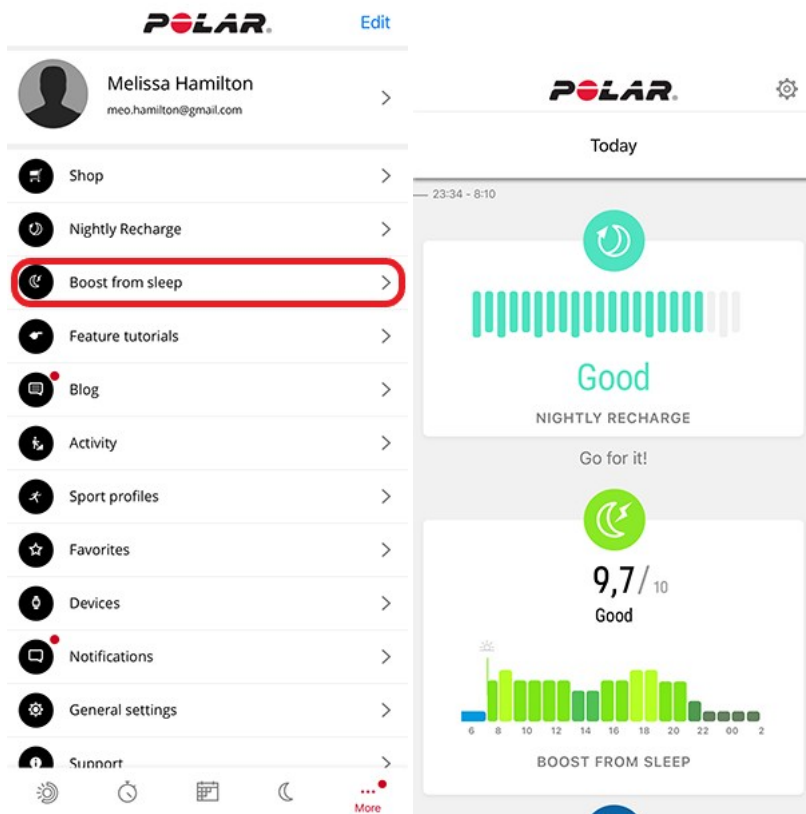 POLAR.
Edit
Melissa Hamilton
meo.hamilton@gmail.com
Shop
Nightly Recharge
Boost from sleep
Feature tutorials
Blog
Activity
Sport profiles
Favorites
Devices
Notifications
General settings
Support
More
POLAR.
Today
23:34 - 8:10
Good
NIGHTLY RECHARGE
Go for it!
9,7/ 10
Good
6 8 10 12 14 16 18 20 22 00 2
BOOST FROM SLEEP